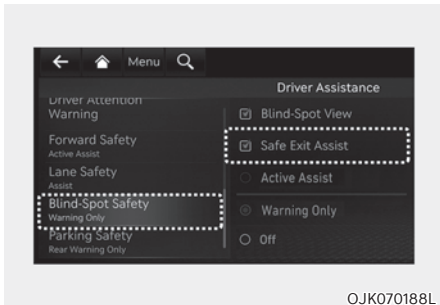 Menu
Driver Assistance
Driver Attention
Warning
Forward Safety
Active Assist
Lane Safety
Assist
Blind-Spot Safety
Warning Only
Parking Safety
Rear Warning Only
Blind-Spot View
Safe Exit Assist
Active Assist
Warning Only
Off
OJK070188L